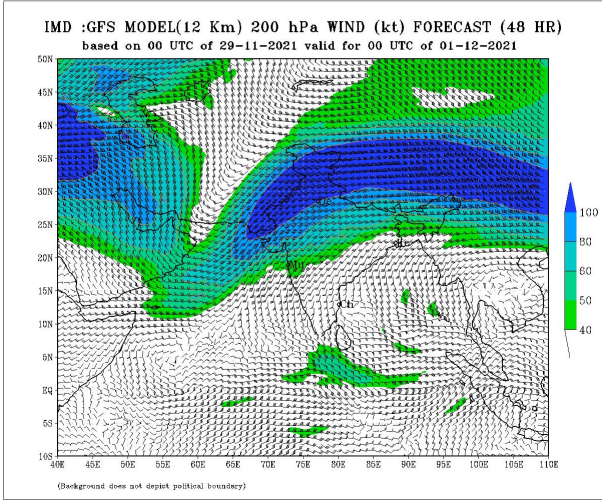 IMD :GFS MODEL(12 Km) 200 hPa WIND (kt) FORECAST (48 HR)
based on 00 UTC of 29-11-2021 valid for 00 UTC of 01-12-2021
50N
45N
40N
35N
30N
25N
20N
15N
10N
5N
EQ
5S
10S
40E 45E 50E 55E 60E 65E 70E 75E 80E 85E 90E 95E 100E 105E 110E
100
80
60
50
40
Ch
(Background does not depict political boundary)